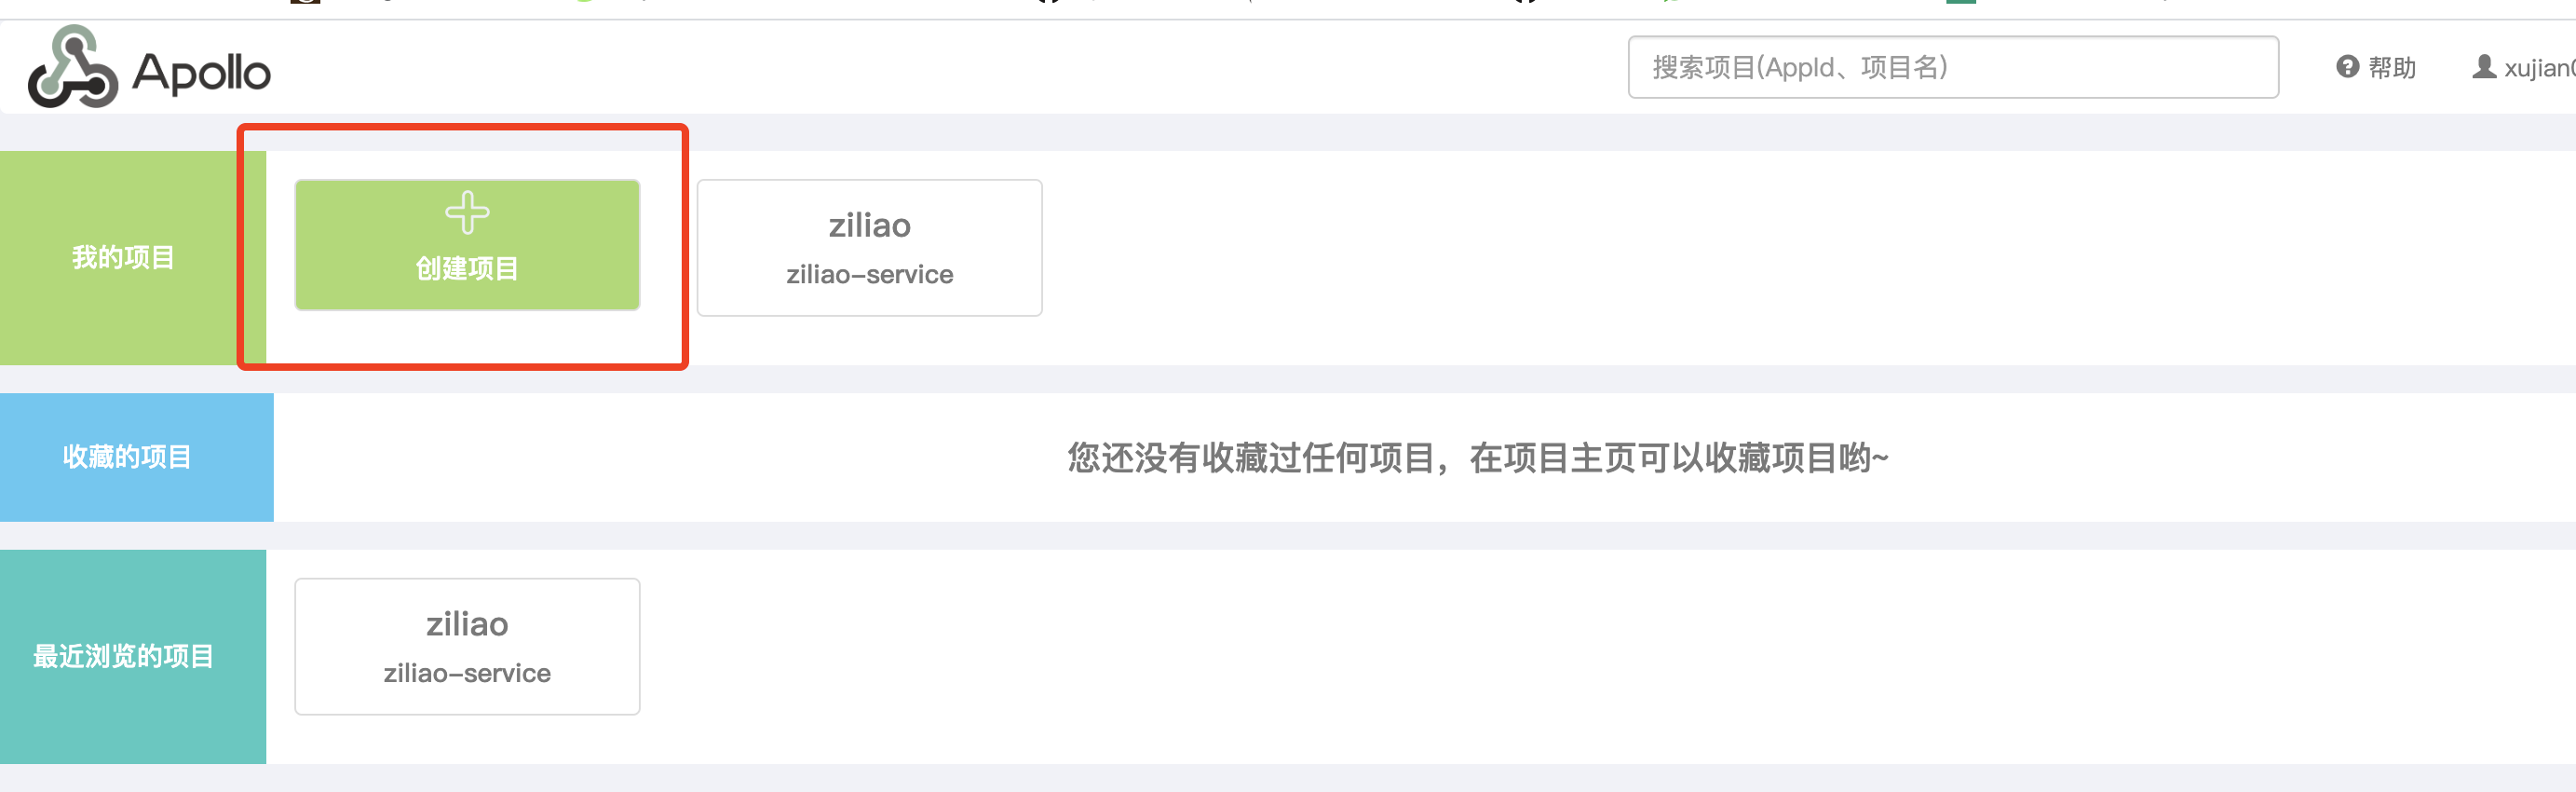 Apollo
搜索项目(AppId、项目名)
帮助
我的项目
创建项目
ziliao
ziliao-service
收藏的项目
您还没有收藏过任何项目，在项目主页可以收藏项目哟~
最近浏览的项目
ziliao
ziliao-service